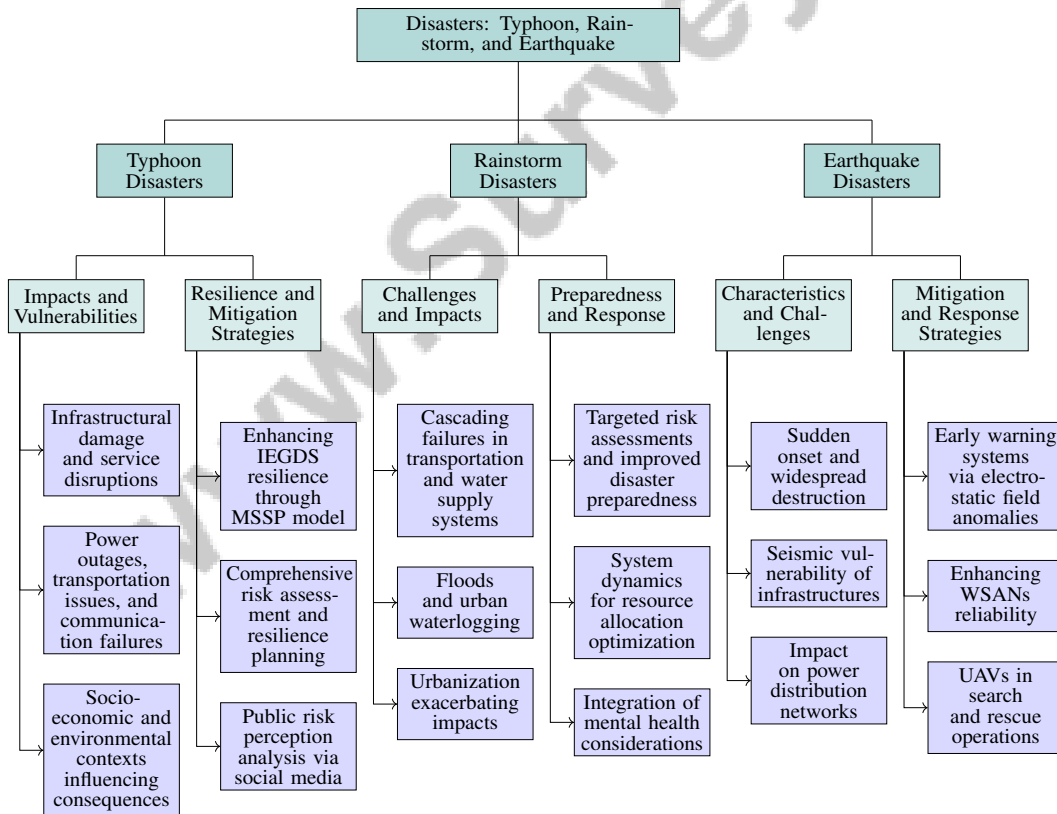 Disasters: Typhoon, Rain-
storm, and Earthquake
Typhoon
Disasters
Rainstorm
Disasters
Earthquake
Disasters
Impacts and
Vulnerabilities
Resilience and
Mitigation
Strategies
Challenges
and Impacts
Preparedness
and Response
Characteristics
and Chal-
lenges
Mitigation
and Response
Strategies
Infrastructural
damage
and service
disruptions
Power
outages,
transportation
issues, and
communica-
tion failures
Socio-
economic and
environmental
contexts
influencing
consequences
Enhancing
IEGDS
resilience
through
MSSP model
Comprehensive
risk assess-
ment and
resilience
planning
Public risk
perception
analysis via
social media
Cascading
failures in
transportation
and water
supply
systems
Floods
and urban
waterlogging
Urbanization
exacerbating
impacts
Targeted risk
assessments
and improved
disaster
preparedness
System
dynamics
for resource
allocation
optimization
Integration of
mental health
considerations
Sudden
onset and
widespread
destruction
Seismic vul-
nerability of
infrastructures
Impact
on power
distribution
networks
Early warning
systems
via electro-
static field
anomalies
Enhancing
WSANs
reliability
UAVs in
search
and rescue
operations
www.Survey